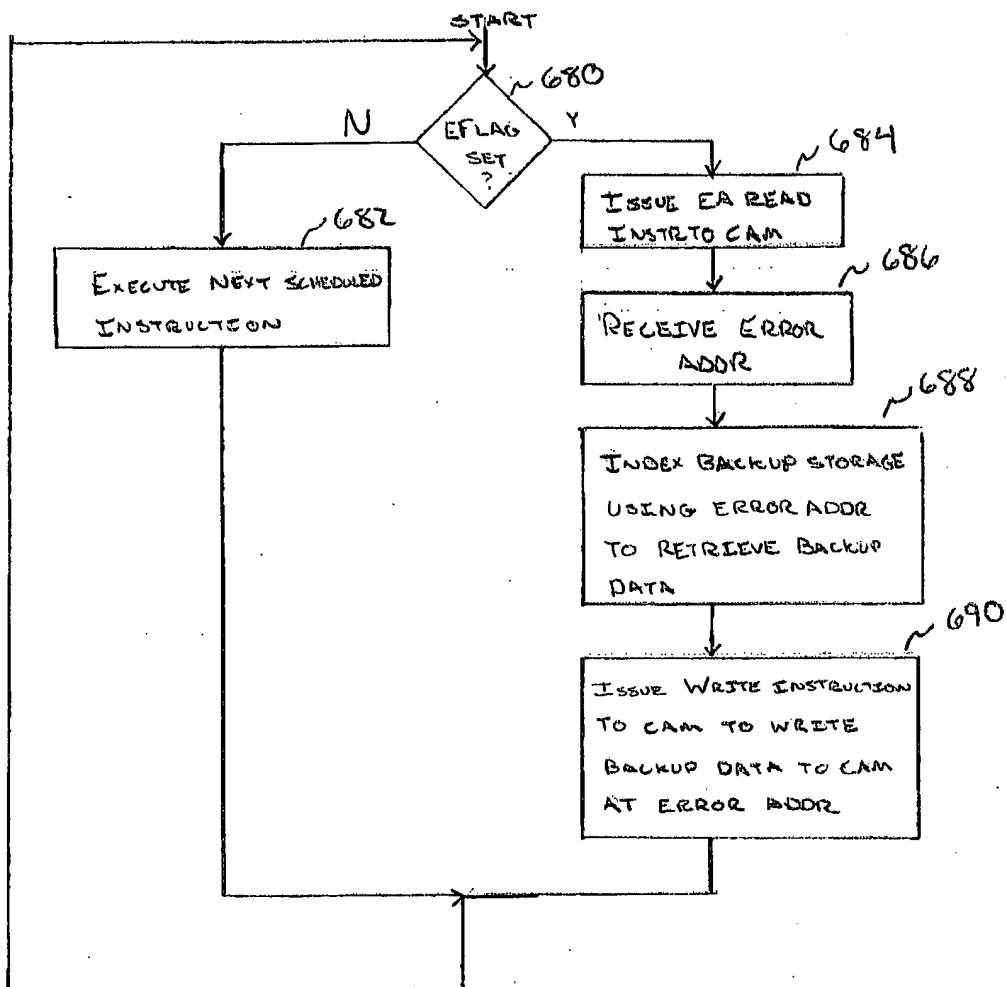 START
680
EFLAG
SET
?
N
Y
684
ISSUE EA READ
INSTR TO CAM
682
EXECUTE NEXT SCHEDULED
INSTRUCTION
686
RECEIVE ERROR
ADDR
688
INDEX BACKUP STORAGE
USING ERROR ADDR
TO RETRIEVE BACKUP
DATA
690
ISSUE WRITE INSTRUCTION
TO CAM TO WRITE
BACKUP DATA TO CAM
AT ERROR ADDR